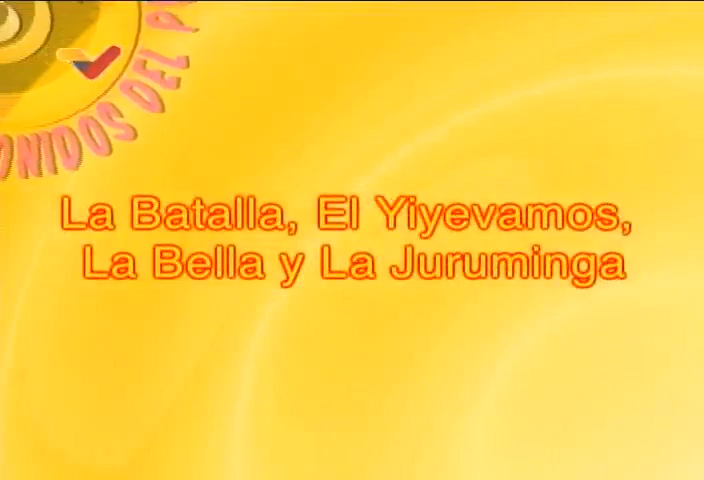 ONIDOS DEL P
La Batalla, El Yiyevamos,
La Bella y La Juruminga